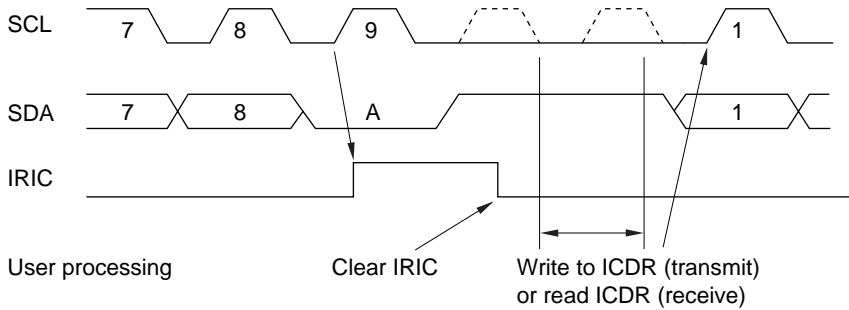 SCL 7 8 9 1
SDA 7 8 A 1
IRIC
User processing Clear IRIC Write to ICDR (transmit)
or read ICDR (receive)